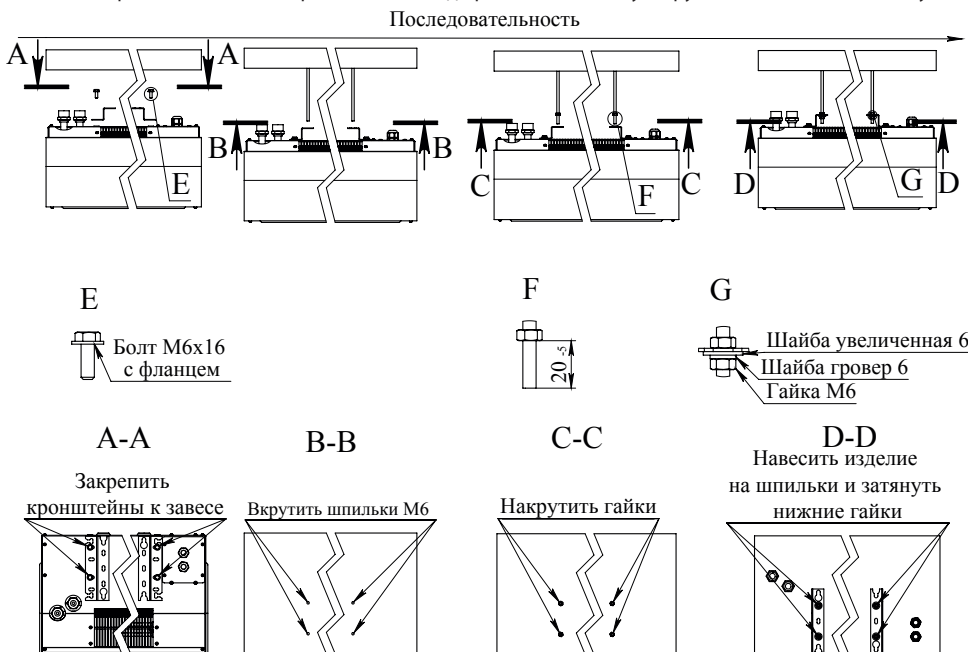 Последовательность
A A
B B
C C
D D
E
F
G
E
F
G
Болт М6х16
с фланцем
20 -5
Шайба увеличенная 6
Шайба гровер 6
Гайка М6
A-A
B-B
C-C
D-D
Закрепить
кронштейны к завесе
Вкрутить шпильки М6
Накрутить гайки
Навесить изделие
на шпильки и затянуть
нижние гайки